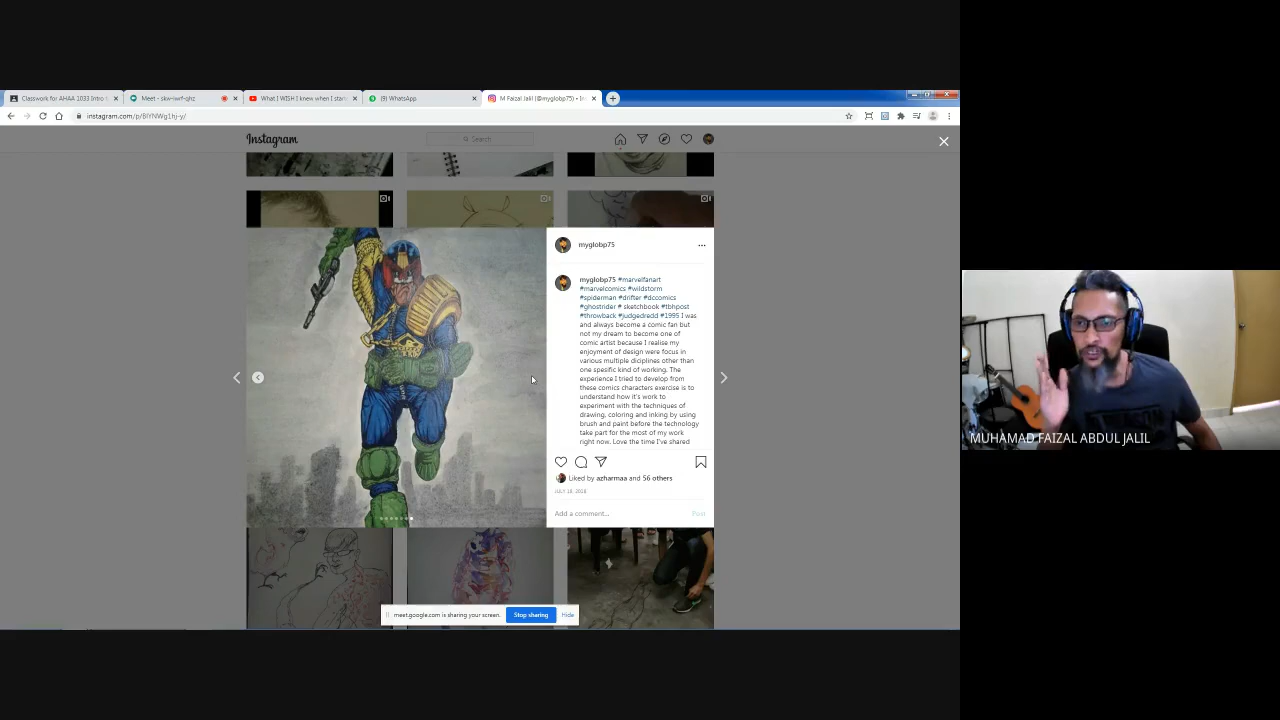 Classwork for AHAA 1033 Intro t
Meet - skw-iwrf-qhz
What I WISH I knew when I star
(9) WhatsApp
M Faizal Jalil (@myglobp75) • In
instagram.com/p/BlYNWg1hj-y/
Instagram
Search
myglobp75
myglobp75 #marvelfanart
#marvelcomics #wildstorm
#spiderman #drifter #dccomics
#ghostrider # sketchbook #tbhpost
#throwback #judgedredd #1995 I was
and always become a comic fan but
not my dream to become one of
comic artist because I realise my
enjoyment of design were focus in
various multiple diciplines other than
one spesific kind of working. The
experience I tried to develop from
these comics characters exercise is to
understand how it's work to
experiment with the techniques of
drawing, coloring and inking by using
brush and paint before the technology
take part for the most of my work
right now. Love the time I've shared
Liked by azharmaa and 56 others
JULY 18, 2018
Add a comment...
Post
meet.google.com is sharing your screen.
Stop sharing
Hide
MUHAMAD FAIZAL ABDUL JALIL